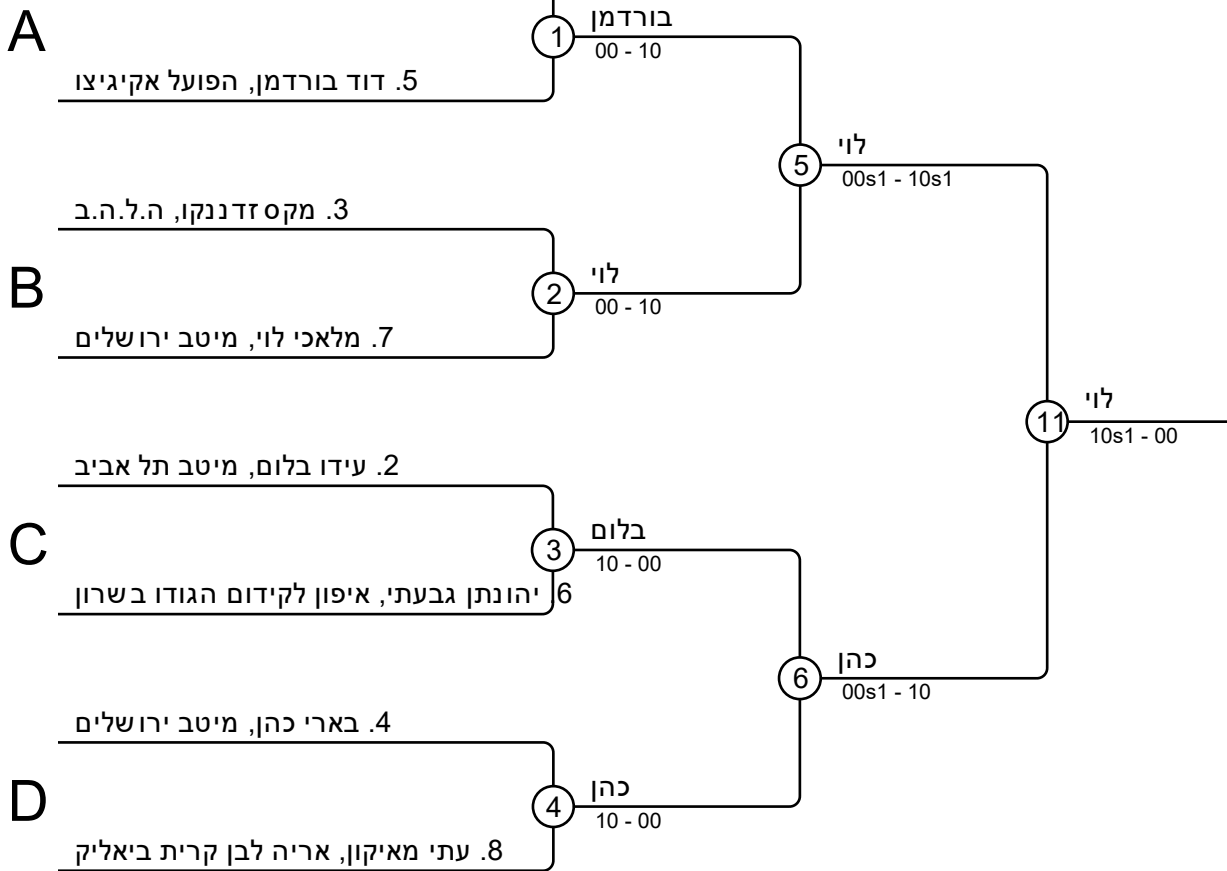 A
1
בורדמן
00 - 10
5. דוד בורדמן, הפועל אקיגיצו
5
לוי
00s1 - 10s1
3. מקס זדננקו, ה.ל.ה.ב
B
2
לוי
00 - 10
7. מלאכי לוי, מיטב ירושלים
11
לוי
10s1 - 00
2. עידו בלום, מיטב תל אביב
C
3
בלום
10 - 00
6. יהונתן גבעתי, איפון לקידום הגודו בשרון
6
כהן
00s1 - 10
4. בארי כהן, מיטב ירושלים
D
4
כהן
10 - 00
8. עתי מאיקון, אריה לבן קרית ביאליק